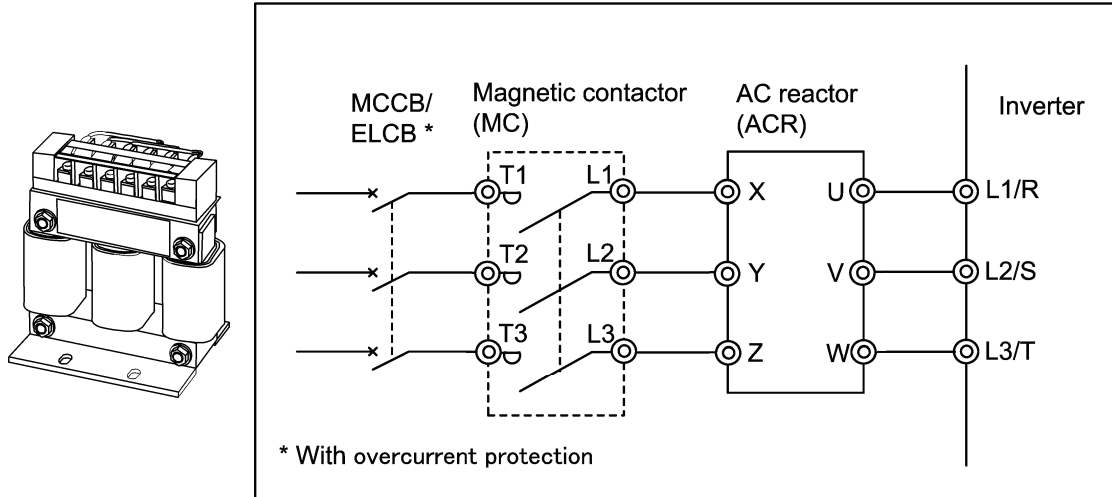 MCCB/
ELCB *
Magnetic contactor
(MC)
AC reactor
(ACR)
Inverter
T1 L1 X U L1/R
T2 L2 Y V L2/S
T3 L3 Z W L3/T
* With overcurrent protection